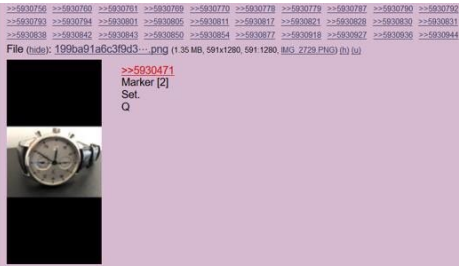 >>5930756 >>5930760 >>5930761 >>5930769 >>5930770 >>5930778 >>5930779 >>5930787 >>5930790 >>5930792
>>5930793 >>5930794 >>5930801 >>5930805 >>5930811 >>5930817 >>5930821 >>5930828 >>5930830 >>5930831
>>5930838 >>5930842 >>5930843 >>5930850 >>5930854 >>5930877 >>5930918 >>5930927 >>5930936 >>5930944
File (hide): 199ba91a6c3f9d3⋯.png (1.35 MB, 591x1280, 591:1280, IMG_2729.PNG) (h) (u)
>>5930471
Marker [2]
Set.
Q